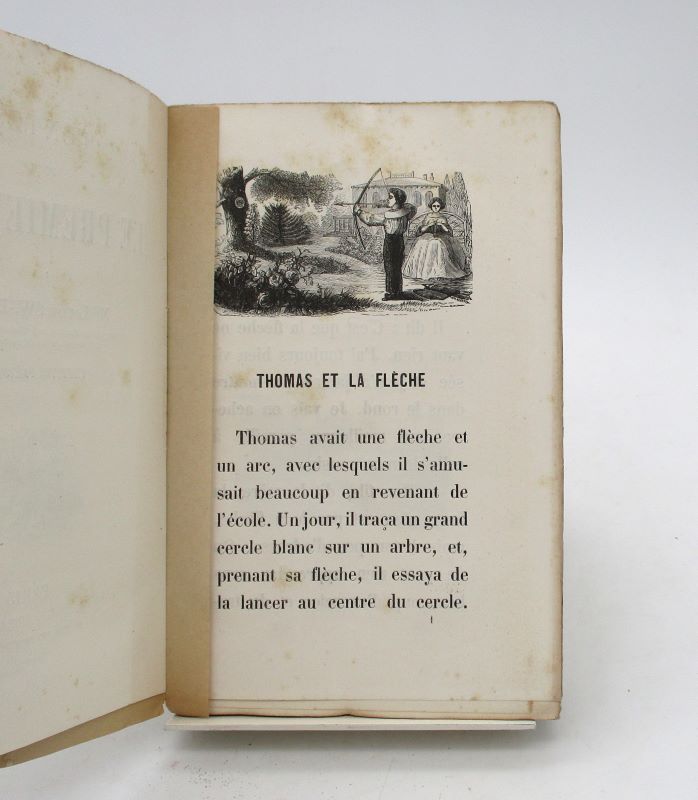 THOMAS ET LA FLÈCHE
Thomas avait une flèche et
un arc, avec lesquels il s'amu-
sait beaucoup en revenant de
l'école. Un jour, il traça un grand
cercle blanc sur un arbre, et,
prenant sa flèche, il essaya de
la lancer au centre du cercle.
1